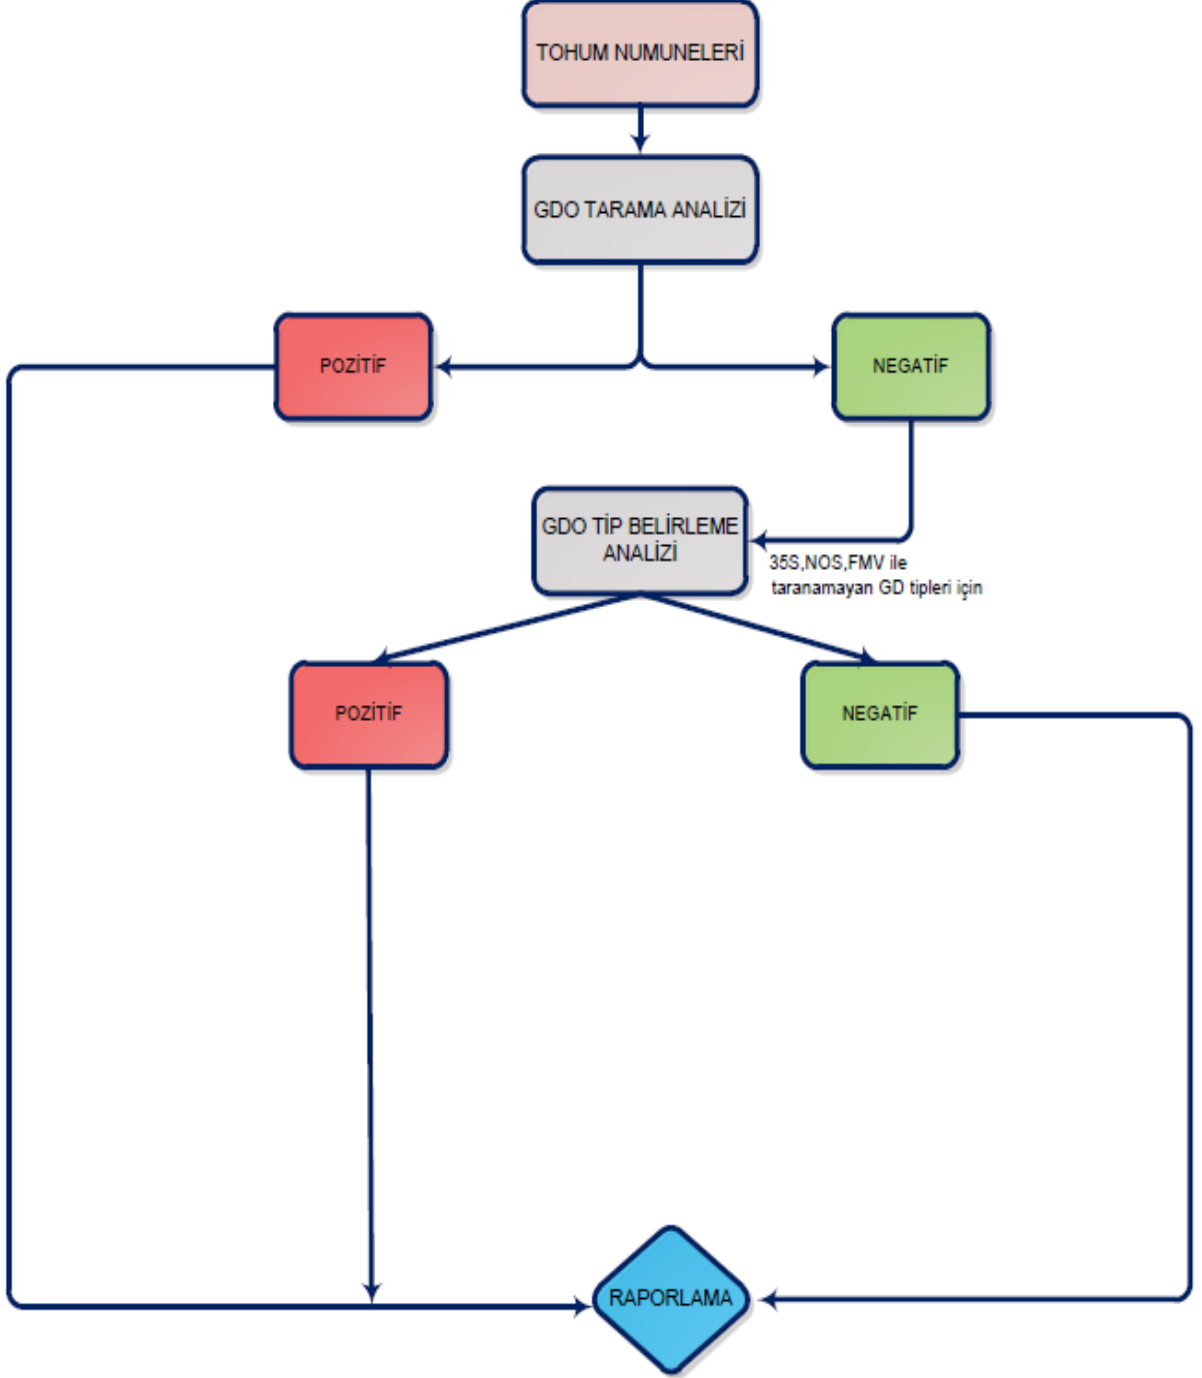 TOHUM NUMUNELERİ
GDO TARAMA ANALİZİ
POZİTİF
NEGATİF
GDO TİP BELİRLEME
ANALİZİ
35S,NOS,FMV ile
taranamayan GD tipleri için
POZİTİF
NEGATİF
RAPORLAMA